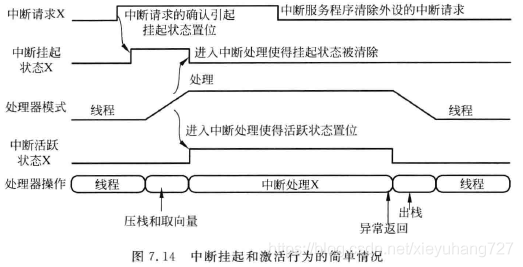 中断请求X
中断请求的确认引起
挂起状态置位
中断服务程序清除外设的中断请求
中断挂起
状态X
进入中断处理使得挂起状态被清除
处理
处理器模式
线程
线程
中断活跃
状态X
进入中断处理使得活跃状态置位
处理器操作
线程
中断处理X
线程
压栈和取向量
异常返回
出栈
图 7.14 中断挂起和激活行为的简单情况
https://blog.csdn.net/xieyuhang727